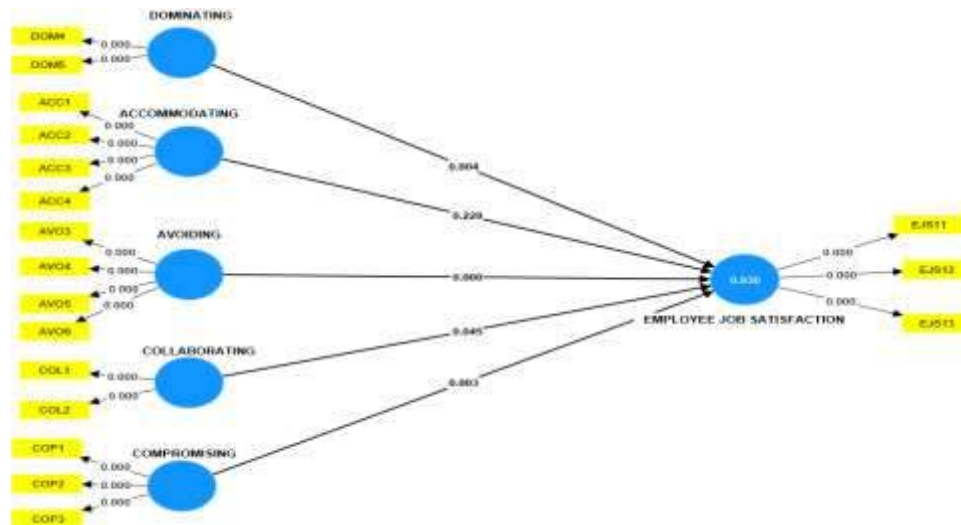 DOMINATING
DOM4
0.000
DOM5
0.000
ACCOMMODATING
ACC1
0.000
ACC2
0.000
ACC3
0.000
ACC4
0.000
AVOIDING
AVO3
0.000
AVO4
0.000
AVO5
0.000
AVO6
0.000
COLLABORATING
COL1
0.000
COL2
0.000
COMPROMISING
COP1
0.000
COP2
0.000
COP3
0.000
0.004
0.229
0.000
0.045
0.003
0.930
EMPLOYEE JOB SATISFACTION
0.000
EJS11
0.000
EJS12
0.000
EJS13